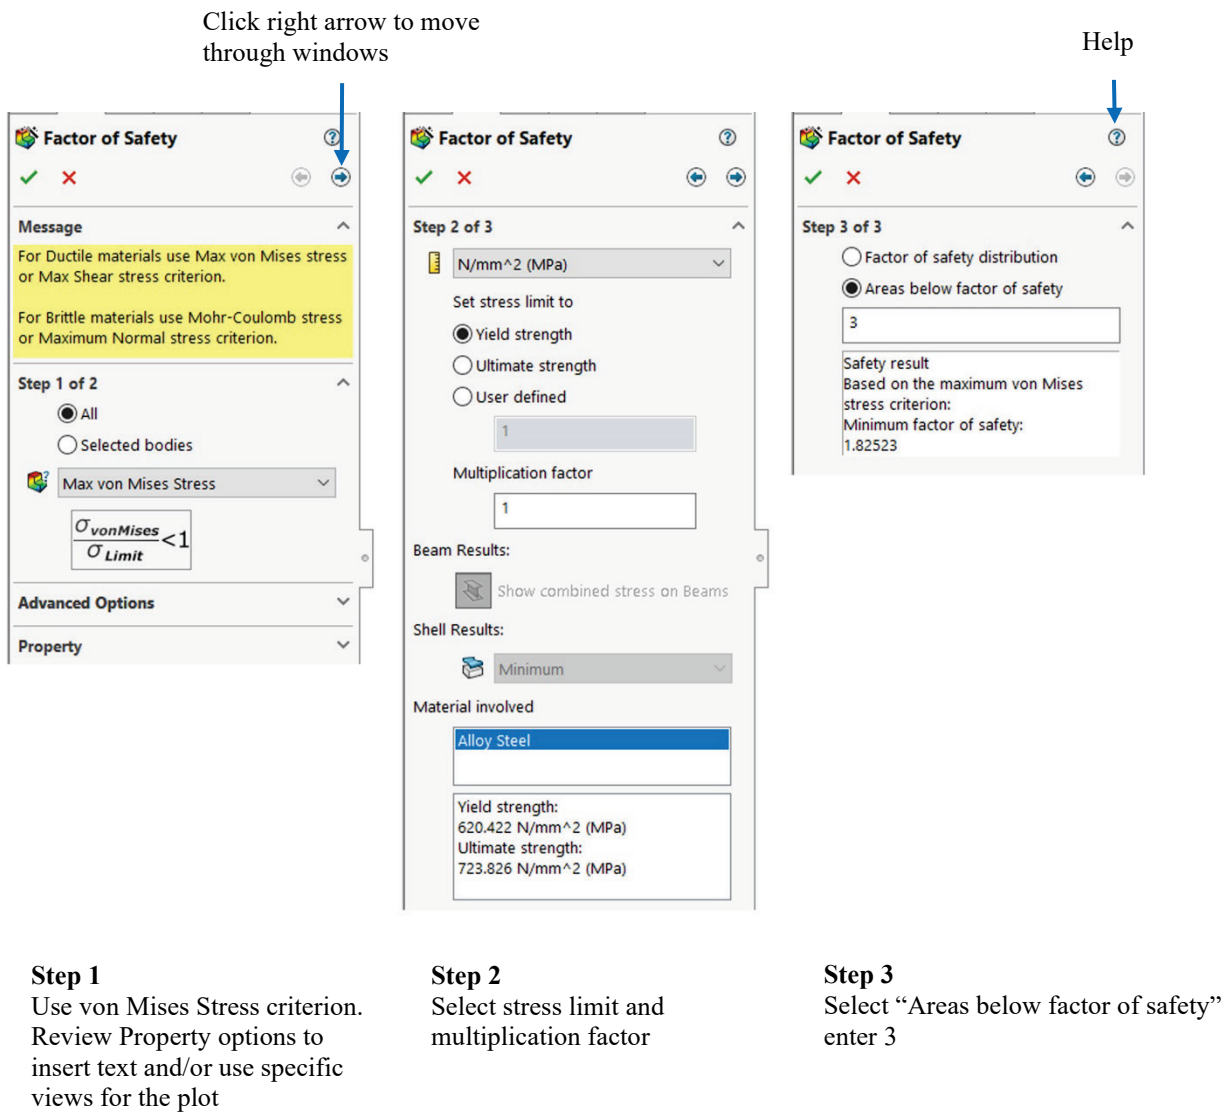 Click right arrow to move
through windows
Help
Factor of Safety
Message
For Ductile materials use Max von Mises stress
or Max Shear stress criterion.
For Brittle materials use Mohr-Coulomb stress
or Maximum Normal stress criterion.
Step 1 of 2
All
Selected bodies
Max von Mises Stress
σ vonMises
σ Limit
<1
Advanced Options
Property
Factor of Safety
Step 2 of 3
N/mm^2 (MPa)
Set stress limit to
Yield strength
Ultimate strength
User defined
1
Multiplication factor
1
Beam Results:
Show combined stress on Beams
Shell Results:
Minimum
Material involved
Alloy Steel
Yield strength:
620.422 N/mm^2 (MPa)
Ultimate strength:
723.826 N/mm^2 (MPa)
Factor of Safety
Step 3 of 3
Factor of safety distribution
Areas below factor of safety
3
Safety result
Based on the maximum von Mises
stress criterion:
Minimum factor of safety:
1.82523
Step 1
Use von Mises Stress criterion.
Review Property options to
insert text and/or use specific
views for the plot
Step 2
Select stress limit and
multiplication factor
Step 3
Select “Areas below factor of safety”
enter 3